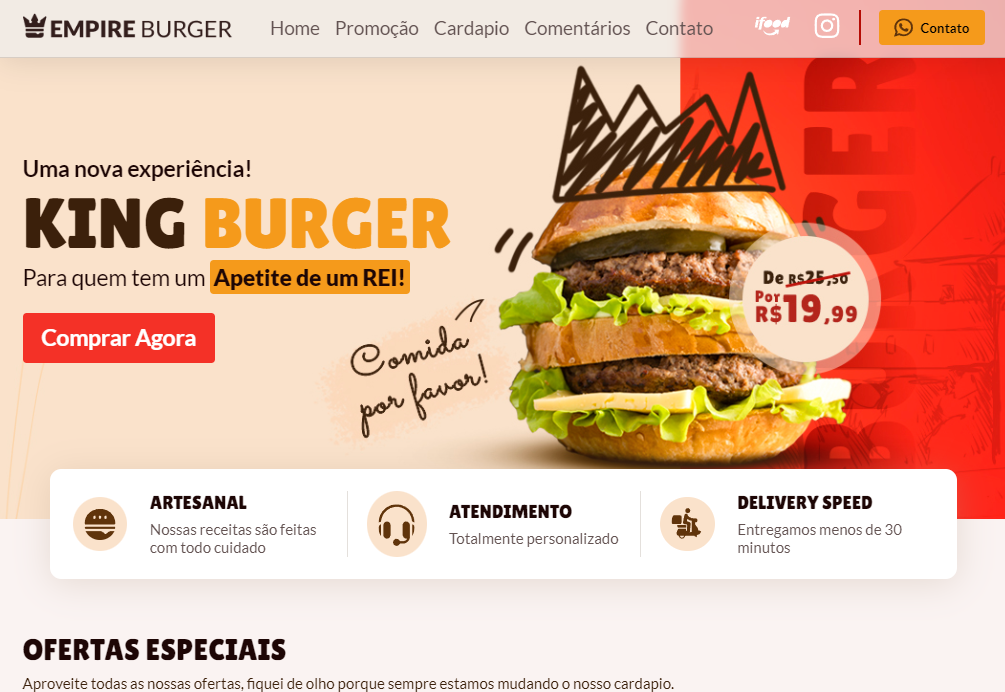 EMPIRE BURGER
Home Promoção Cardapio Comentários Contato
ifood
Contato
Uma nova experiência!
KING BURGER
Para quem tem um Apetite de um REI!
Comprar Agora
Comida
por favor!
De R$25,50
Por
R$19,99
BURGER
ARTESANAL
Nossas receitas são feitas
com todo cuidado
ATENDIMENTO
Totalmente personalizado
DELIVERY SPEED
Entregamos menos de 30
minutos
OFERTAS ESPECIAIS
Aproveite todas as nossas ofertas, fiquei de olho porque sempre estamos mudando o nosso cardapio.